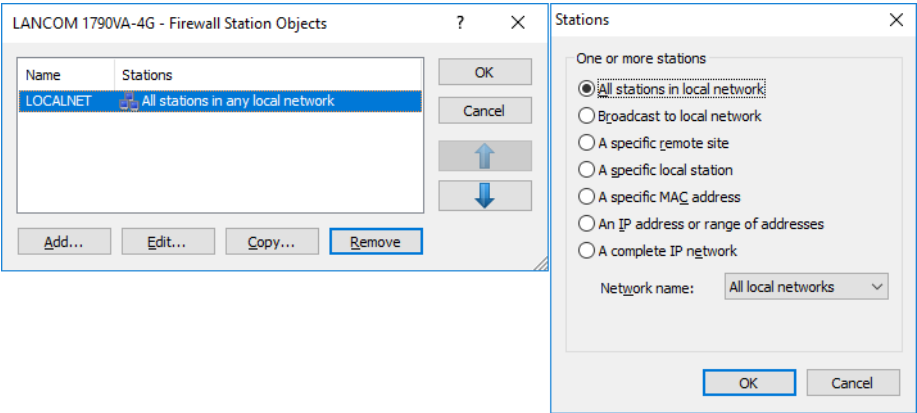 LANCOM 1790VA-4G - Firewall Station Objects ?
Name Stations
LOCALNET All stations in any local network
OK
Cancel
Add... Edit... Copy... Remove
Stations
One or more stations
All stations in local network
Broadcast to local network
A specific remote site
A specific local station
A specific MAC address
An IP address or range of addresses
A complete IP network
Network name: All local networks
OK Cancel